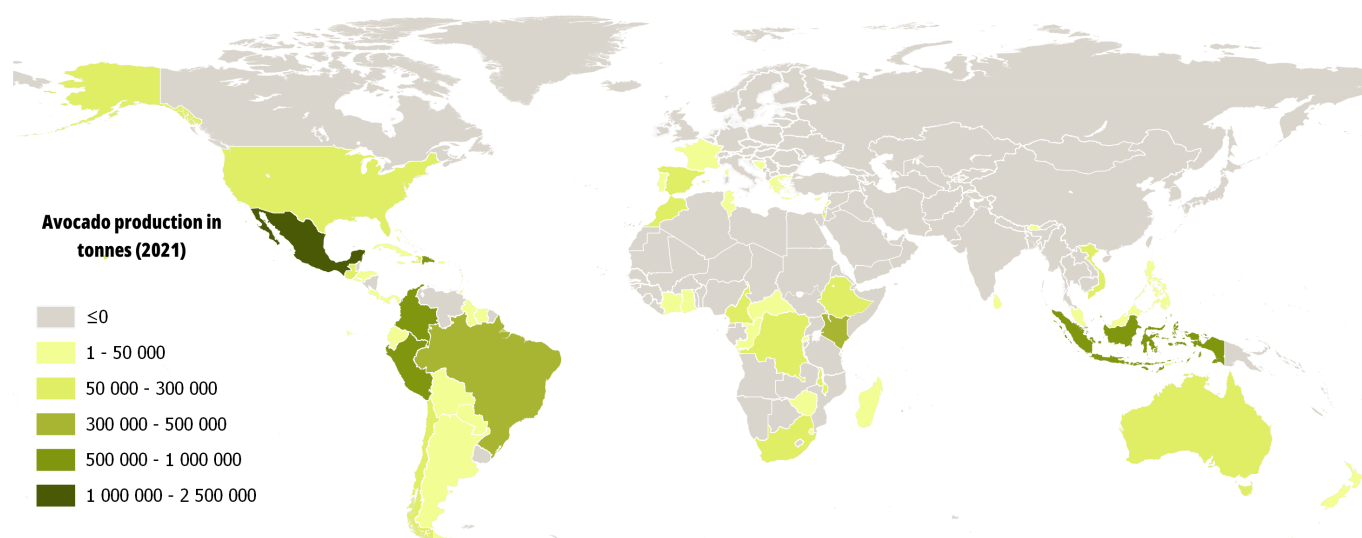 Avocado production in
tonnes (2021)
≤0
1 - 50 000
50 000 - 300 000
300 000 - 500 000
500 000 - 1 000 000
1 000 000 - 2 500 000